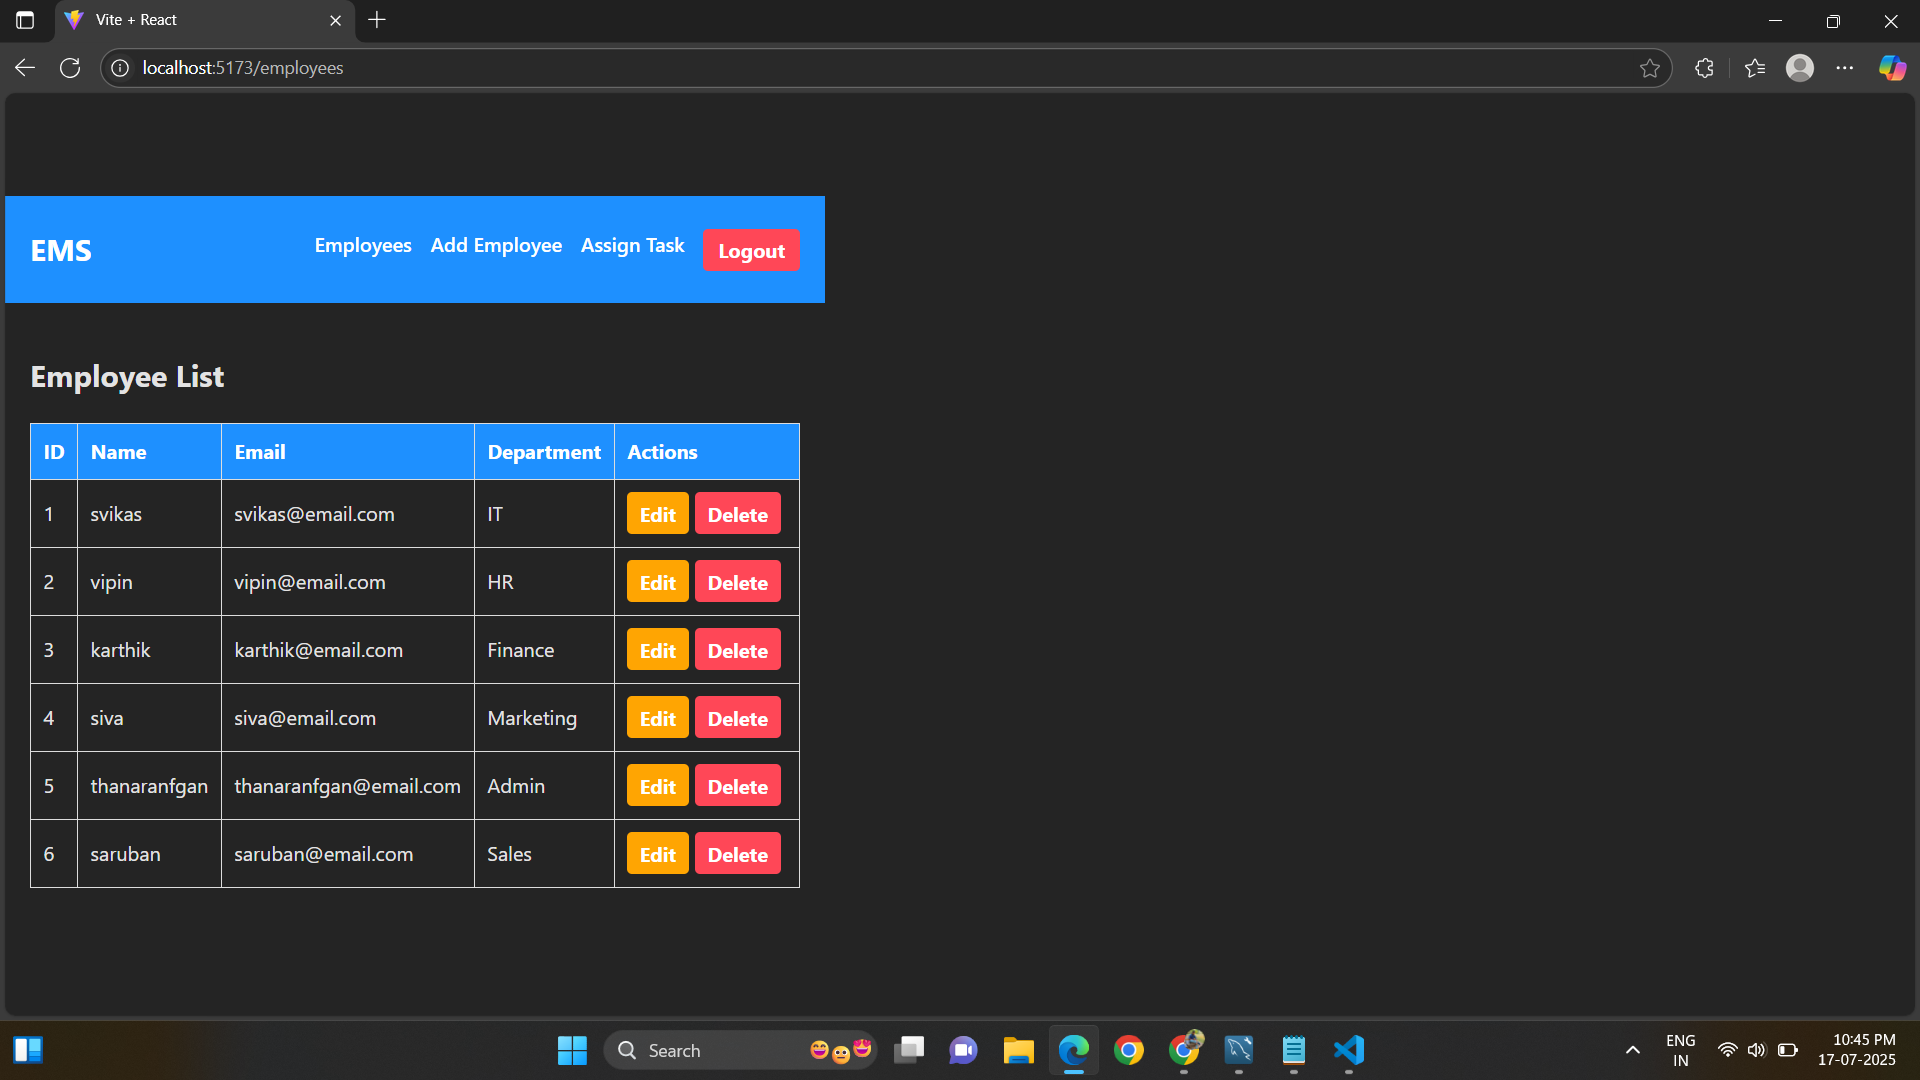 Vite + React
localhost:5173/employees
EMS Employees Add Employee Assign Task Logout
Employee List
ID Name Email Department Actions
1 svikas svikas@email.com IT Edit Delete
2 vipin vipin@email.com HR Edit Delete
3 karthik karthik@email.com Finance Edit Delete
4 siva siva@email.com Marketing Edit Delete
5 thanaranfgan thanaranfgan@email.com Admin Edit Delete
6 saruban saruban@email.com Sales Edit Delete
Search
ENG
IN
10:45 PM
17-07-2025